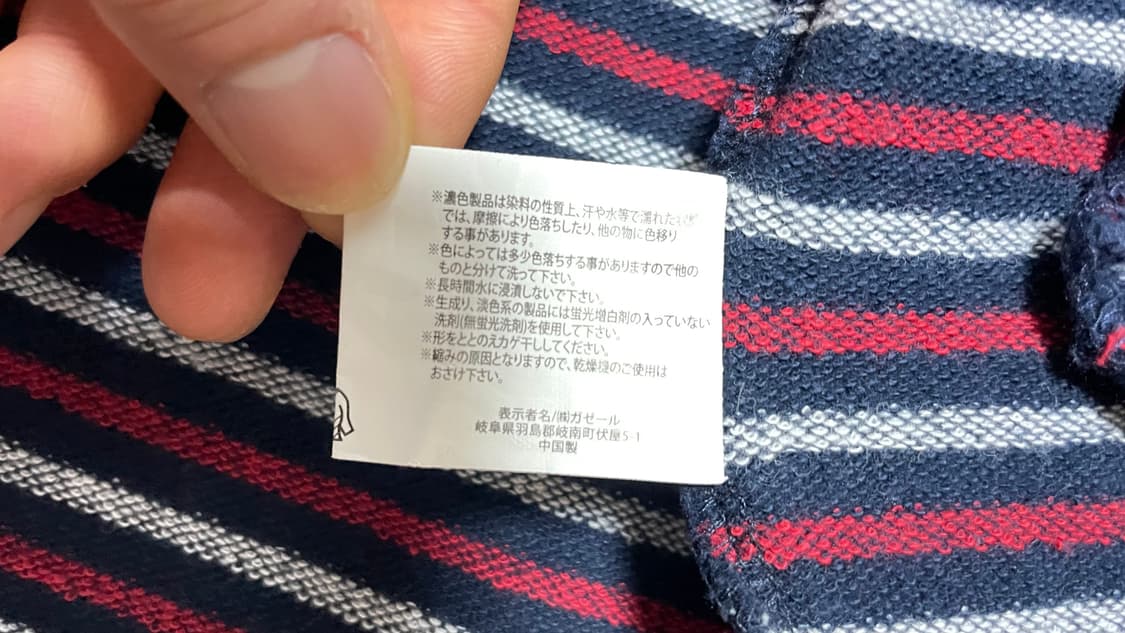 ※濃色製品は染料の性質上、汗や水等で濡れた状態
では、摩擦により色落ちしたり、他の物に色移り
する事があります。
※色によっては多少色落ちする事がありますので他の
ものと分けて洗って下さい。
※長時間水に浸漬しないで下さい。
※生成り、淡色系の製品には蛍光増白剤の入っていない
洗剤(無蛍光洗剤)を使用して下さい。
※形をととのえカゲ干ししてください。
※縮みの原因となりますので、乾燥機のご使用は
おさけ下さい。
表示者名/㈱ガゼール
岐阜県羽島郡岐南町伏屋5-1
中国製